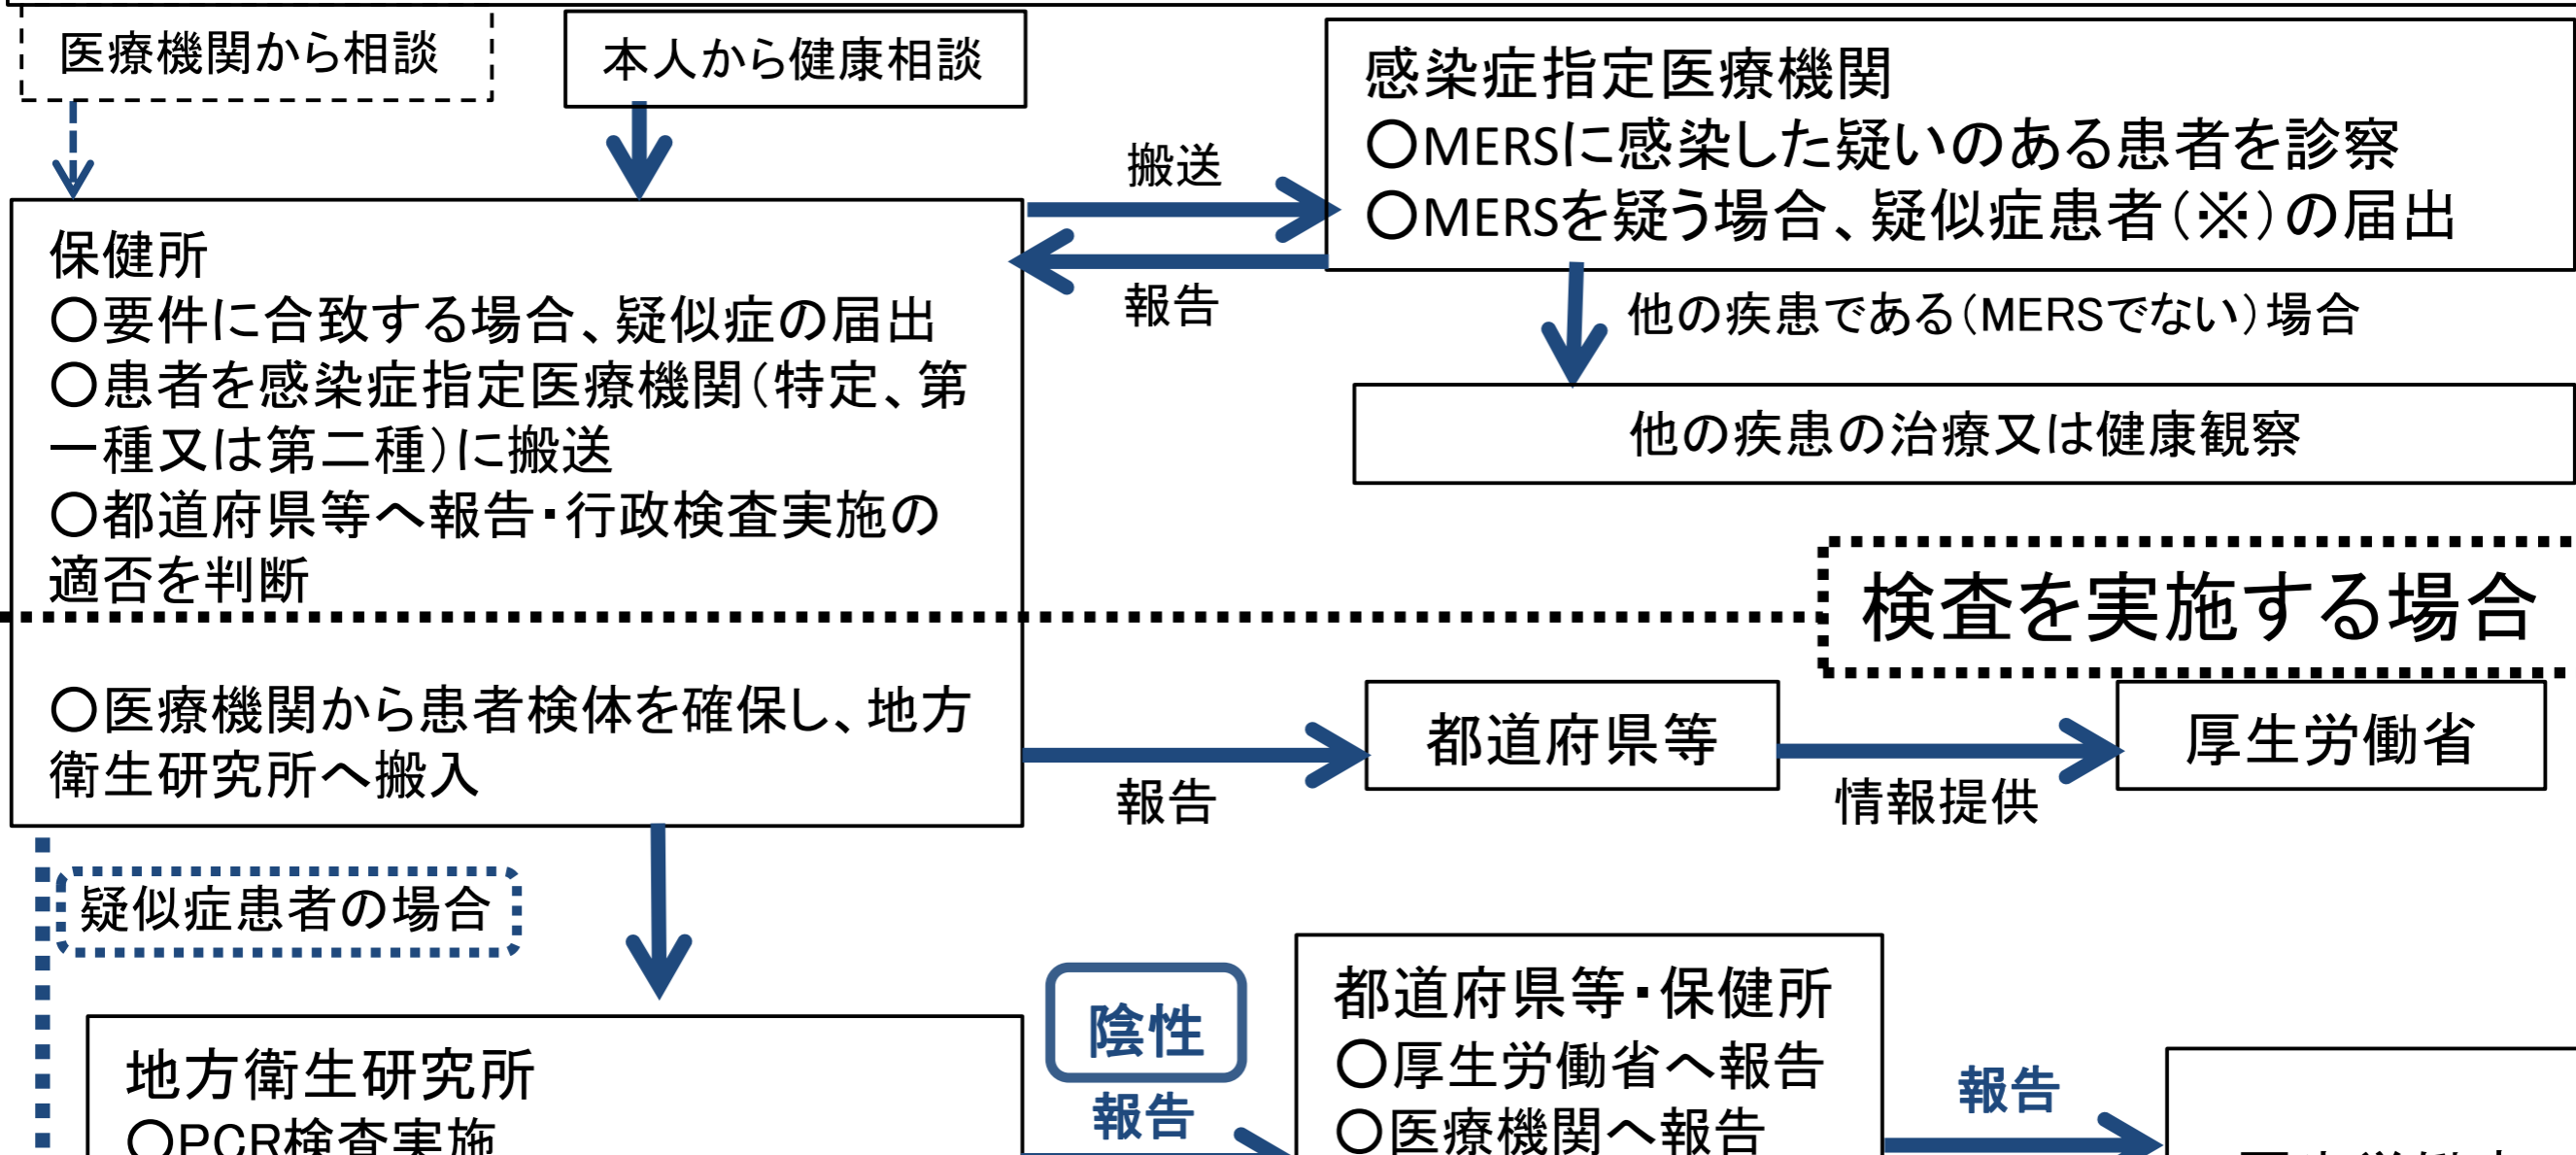 医療機関から相談
本人から健康相談
感染症指定医療機関
○MERSに感染した疑いのある患者を診察
○MERSを疑う場合、疑似症患者(※)の届出
搬送
報告
保健所
○要件に合致する場合、疑似症の届出
○患者を感染症指定医療機関(特定、第
一種又は第二種)に搬送
○都道府県等へ報告・行政検査実施の
適否を判断
他の疾患である(MERSでない)場合
他の疾患の治療又は健康観察
検査を実施する場合
○医療機関から患者検体を確保し、地方
衛生研究所へ搬入
報告
都道府県等
情報提供
厚生労働省
疑似症患者の場合
地方衛生研究所
○PCR検査実施
陰性
報告
都道府県等・保健所
○厚生労働省へ報告
○医療機関へ報告
報告